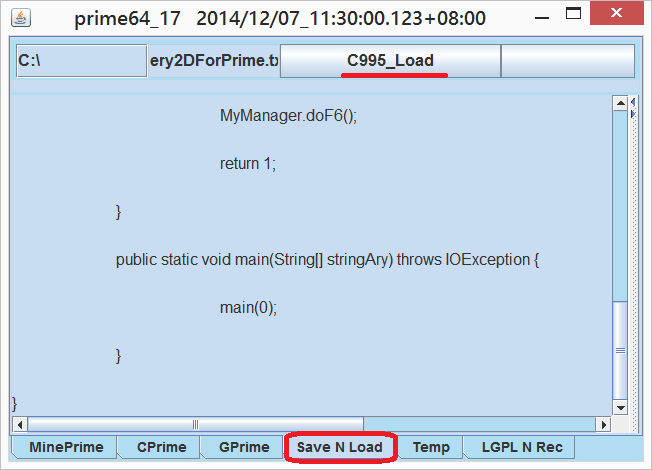 prime64_17 2014/12/07_11:30:00.123+08:00
C:\ ery2DForPrime.tx C995_Load
MyManager.doF6();
return 1;
}
public static void main(String[] stringAry) throws IOException {
main(0);
}
}
MinePrime CPrime GPrime Save N Load Temp LGPL N Rec